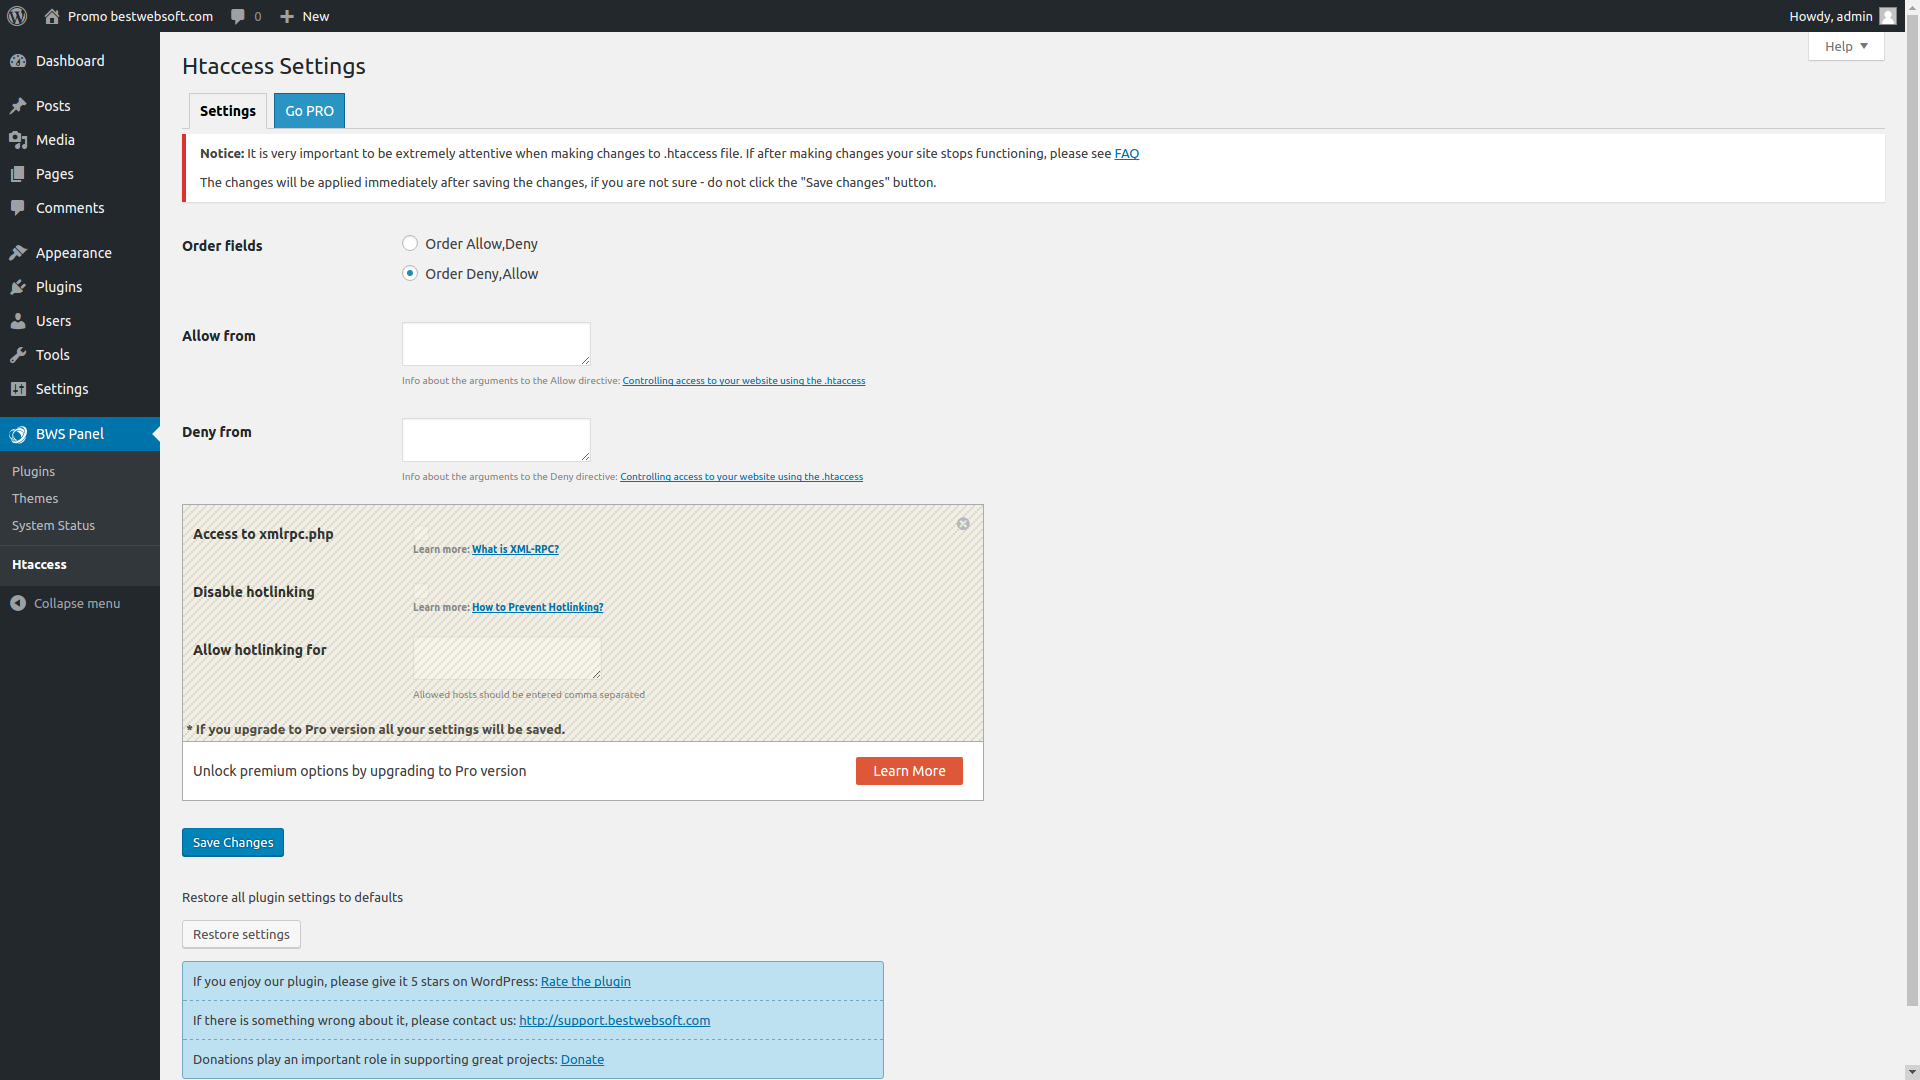 Promo bestwebsoft.com
0
New
Howdy, admin
Dashboard
Posts
Media
Pages
Comments
Appearance
Plugins
Users
Tools
Settings
BWS Panel
Plugins
Themes
System Status
Htaccess
Collapse menu
Help
Htaccess Settings
Settings
Go PRO
Notice: It is very important to be extremely attentive when making changes to .htaccess file. If after making changes your site stops functioning, please see FAQ
The changes will be applied immediately after saving the changes, if you are not sure - do not click the "Save changes" button.
Order fields
Order Allow,Deny
Order Deny,Allow
Allow from
Info about the arguments to the Allow directive: Controlling access to your website using the .htaccess
Deny from
Info about the arguments to the Deny directive: Controlling access to your website using the .htaccess
Access to xmlrpc.php
Learn more: What is XML-RPC?
Disable hotlinking
Learn more: How to Prevent Hotlinking?
Allow hotlinking for
Allowed hosts should be entered comma separated
* If you upgrade to Pro version all your settings will be saved.
Unlock premium options by upgrading to Pro version
Learn More
Save Changes
Restore all plugin settings to defaults
Restore settings
If you enjoy our plugin, please give it 5 stars on WordPress: Rate the plugin
If there is something wrong about it, please contact us: http://support.bestwebsoft.com
Donations play an important role in supporting great projects: Donate